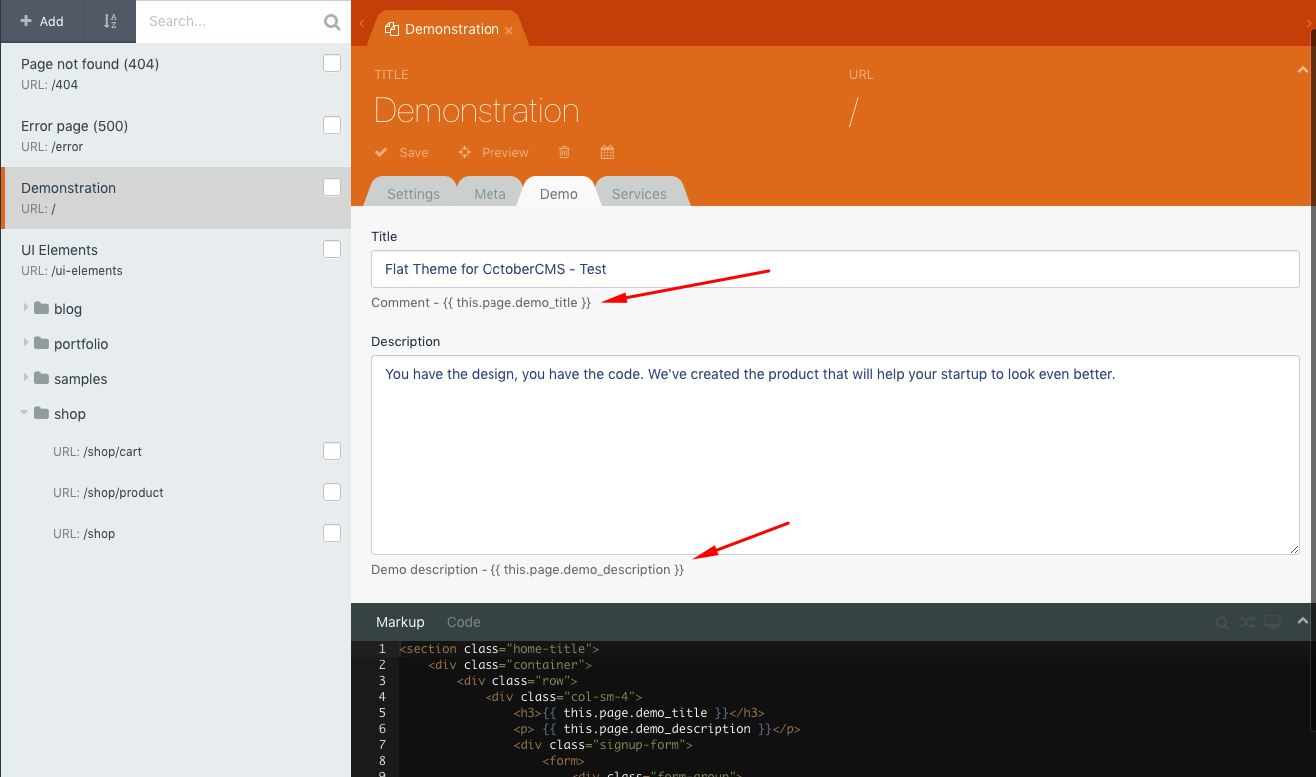 Add
Search...
Page not found (404)
URL: /404
Error page (500)
URL: /error
Demonstration
URL: /
UI Elements
URL: /ui-elements
blog
portfolio
samples
shop
URL: /shop/cart
URL: /shop/product
URL: /shop
Demonstration ×
TITLE
Demonstration
URL
/
Save Preview
Settings Meta Demo Services
Title
Flat Theme for OctoberCMS - Test
Comment - {{ this.page.demo_title }}
Description
You have the design, you have the code. We've created the product that will help your startup to look even better.
Demo description - {{ this.page.demo_description }}
Markup Code
1 <section class="home-title">
2 <div class="container">
3 <div class="row">
4 <div class="col-sm-4">
5 <h3>{{ this.page.demo_title }}</h3>
6 <p> {{ this.page.demo_description }}</p>
7 <div class="signup-form">
8 <form>
9 <div class="form-group">